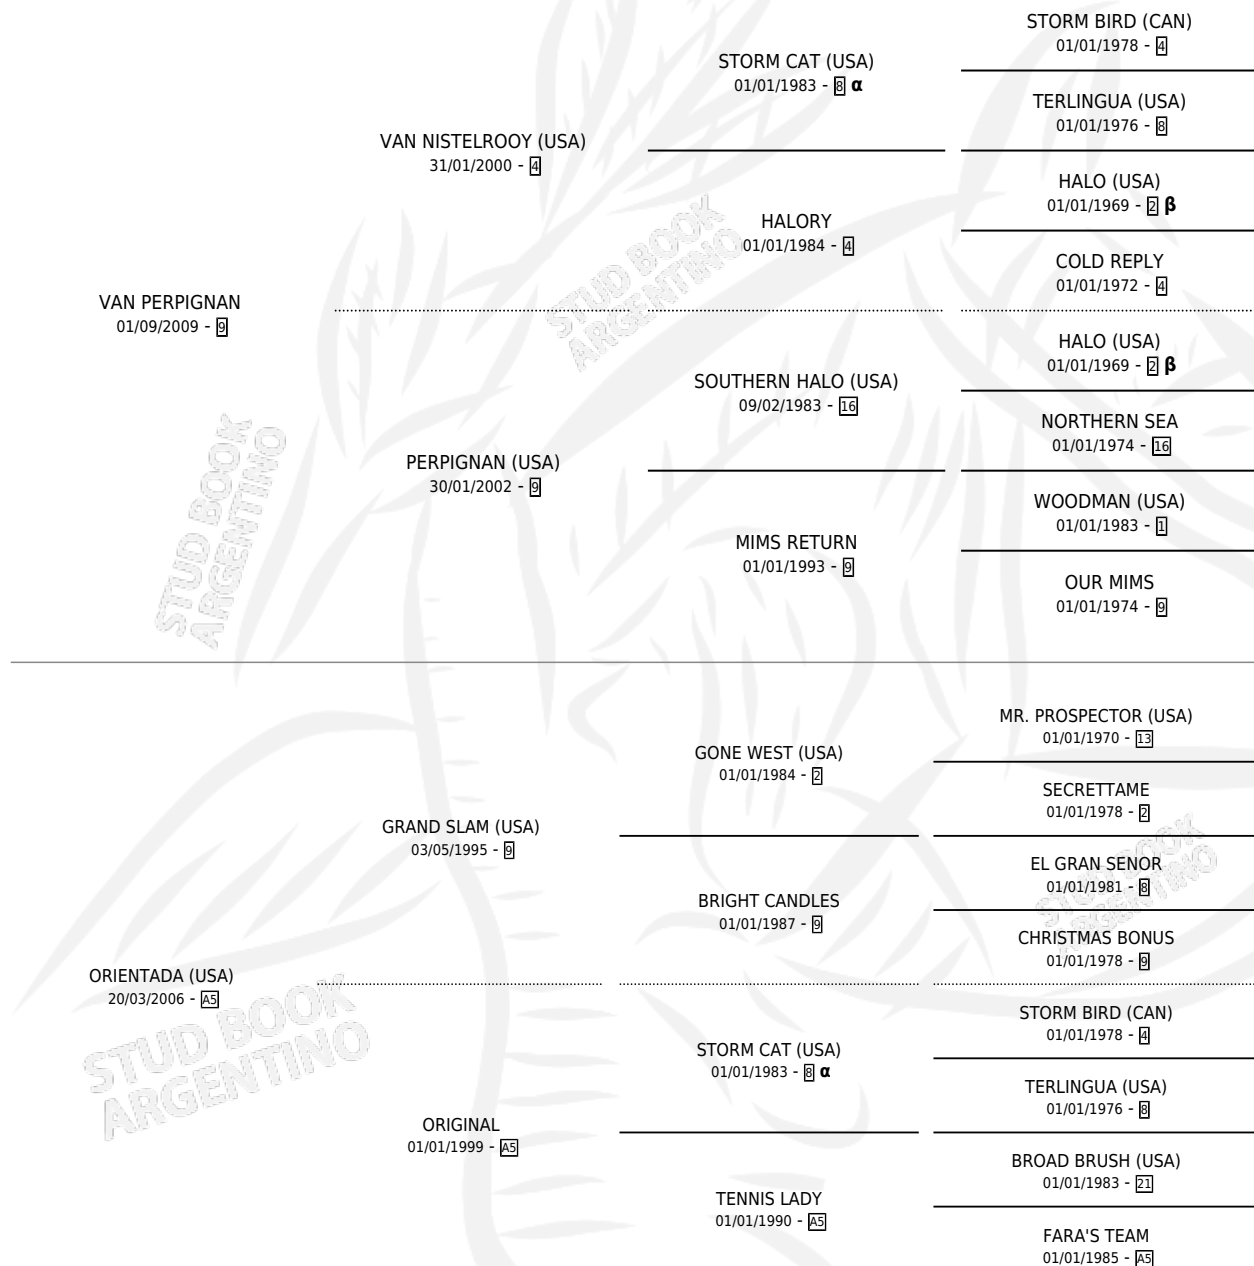 STORM BIRD (CAN)
01/01/1978 - 4
STORM CAT (USA)
01/01/1983 - 8 α
TERLINGUA (USA)
01/01/1976 - 8
VAN NISTELROOY (USA)
31/01/2000 - 4
HALO (USA)
01/01/1969 - 2 β
HALORY
01/01/1984 - 4
COLD REPLY
01/01/1972 - 4
VAN PERPIGNAN
01/09/2009 - 9
HALO (USA)
01/01/1969 - 2 β
SOUTHERN HALO (USA)
09/02/1983 - 16
NORTHERN SEA
01/01/1974 - 16
PERPIGNAN (USA)
30/01/2002 - 9
WOODMAN (USA)
01/01/1983 - 1
MIMS RETURN
01/01/1993 - 9
OUR MIMS
01/01/1974 - 9
MR. PROSPECTOR (USA)
01/01/1970 - 13
GONE WEST (USA)
01/01/1984 - 2
SECRETTAME
01/01/1978 - 2
GRAND SLAM (USA)
03/05/1995 - 9
EL GRAN SENOR
01/01/1981 - 8
BRIGHT CANDLES
01/01/1987 - 9
CHRISTMAS BONUS
01/01/1978 - 9
ORIENTADA (USA)
20/03/2006 - A5
STORM BIRD (CAN)
01/01/1978 - 4
STORM CAT (USA)
01/01/1983 - 8 α
TERLINGUA (USA)
01/01/1976 - 8
ORIGINAL
01/01/1999 - A5
BROAD BRUSH (USA)
01/01/1983 - 21
TENNIS LADY
01/01/1990 - A5
FARA'S TEAM
01/01/1985 - A5
STUD BOOK
ARGENTINO
STUD BOOK
ARGENTINO
STUD BOOK
ARGENTINO
STUD BOOK
ARGENTINO